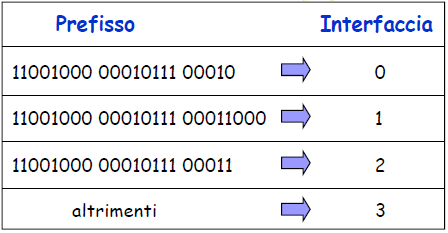 Prefisso Interfaccia
11001000 00010111 00010 0
11001000 00010111 00011000 1
11001000 00010111 00011 2
altrimenti 3